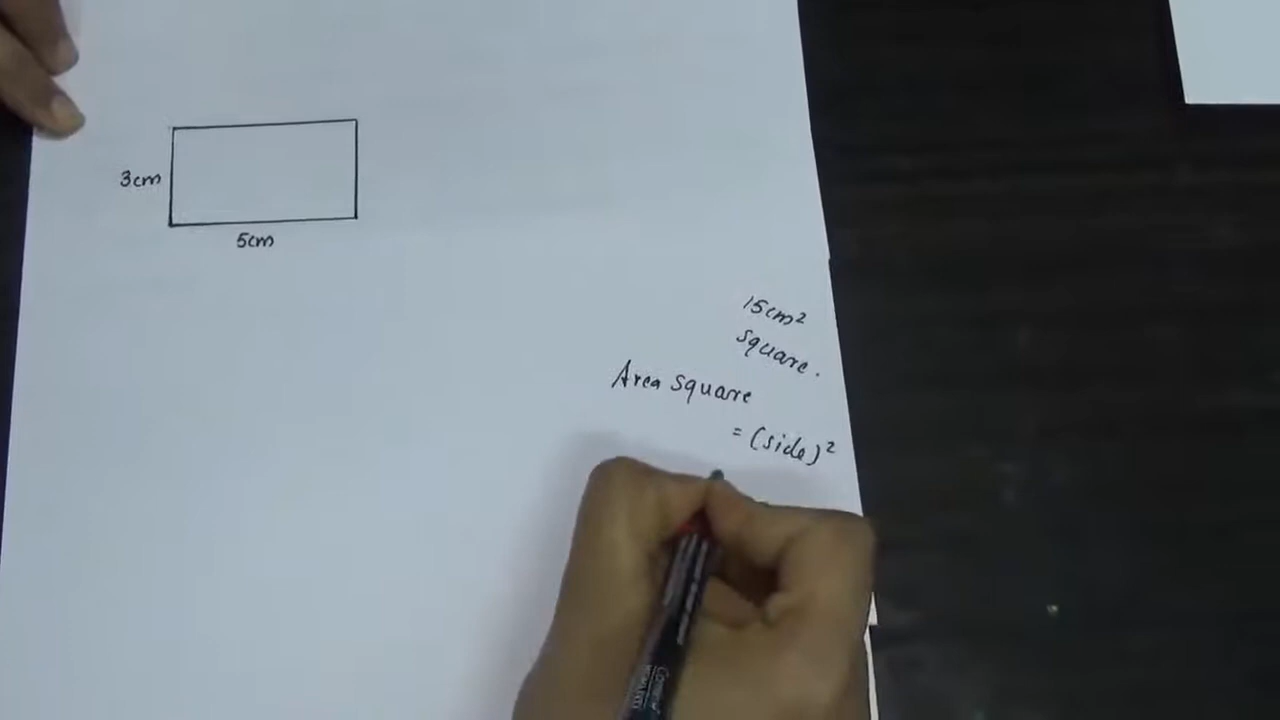 3cm
5cm
15cm²
square.
Area square
= (side)²